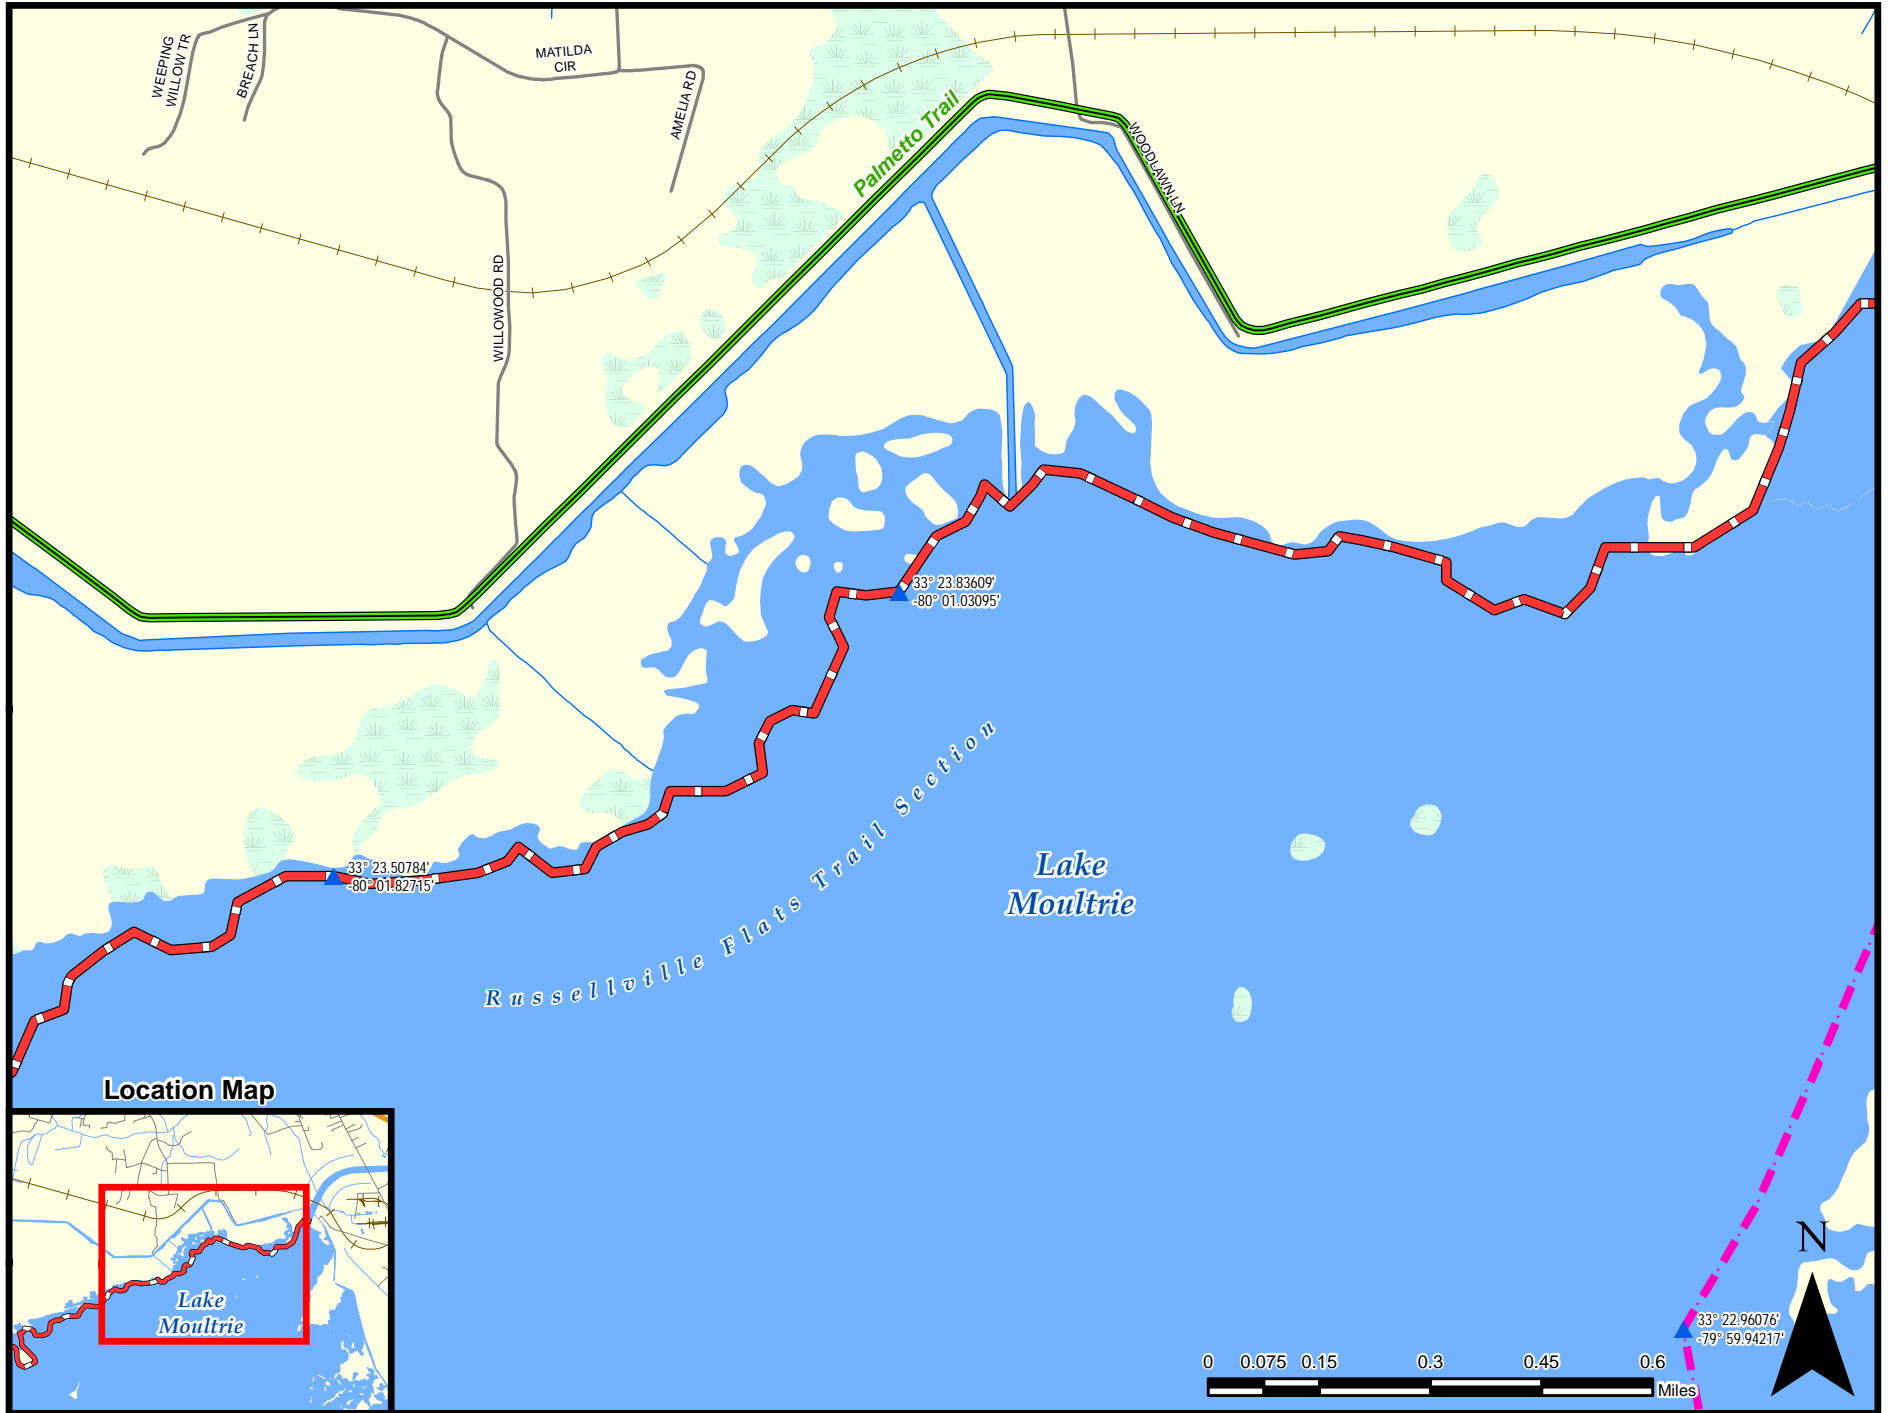 WEEPING
WILLOW TR
BREACH LN
MATILDA
CIR
AMELIA RD
Palmetto Trail
WOODLAWN LN
WILLOWOOD RD
33° 23.83609'
-80° 01.03095'
33° 23.50784'
-80° 01.82715'
Russellville Flats Trail Section
Lake
Moultrie
Location Map
Lake
Moultrie
N
33° 22.96076'
-79° 59.94217'
0 0.075 0.15 0.3 0.45 0.6
Miles